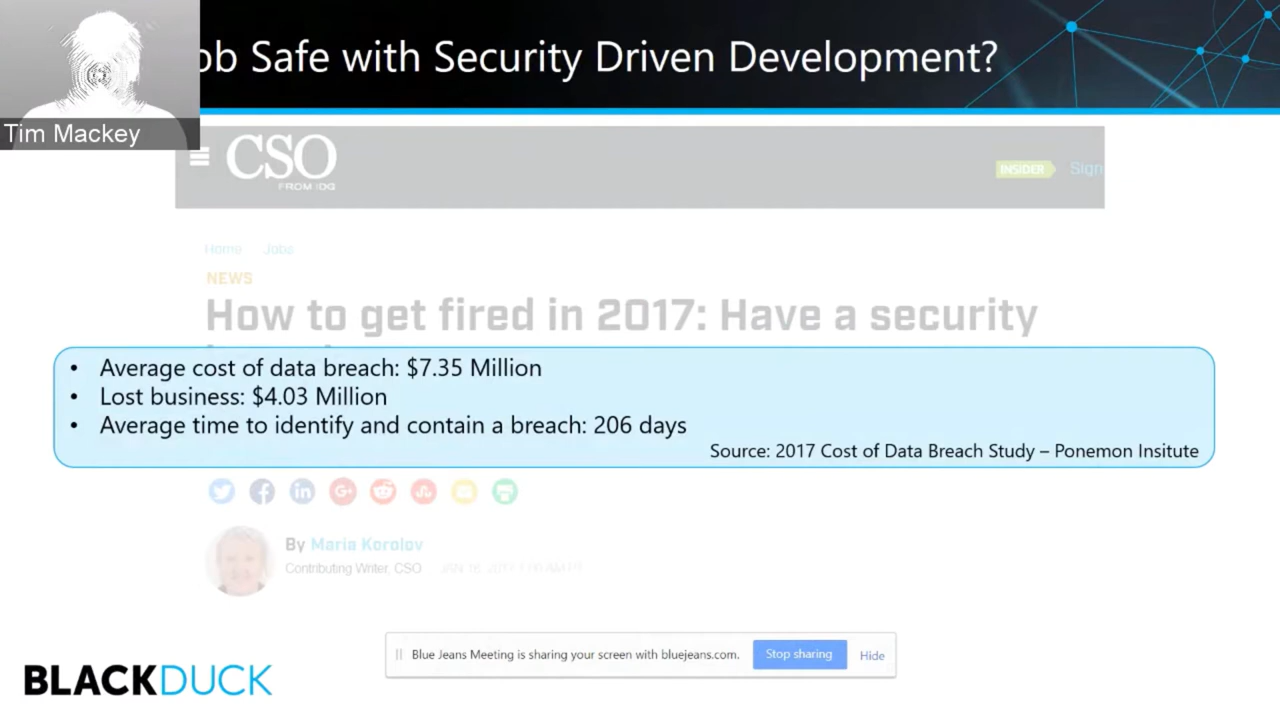 ob Safe with Security Driven Development?
Tim Mackey
CSO
FROM IDG
INSIDER
Sign
Home Jobs
NEWS
How to get fired in 2017: Have a security
• Average cost of data breach: $7.35 Million
• Lost business: $4.03 Million
• Average time to identify and contain a breach: 206 days
Source: 2017 Cost of Data Breach Study – Ponemon Insitute
By Maria Korolov
Contributing Writer, CSO
Blue Jeans Meeting is sharing your screen with bluejeans.com.
Stop sharing
Hide
BLACKDUCK